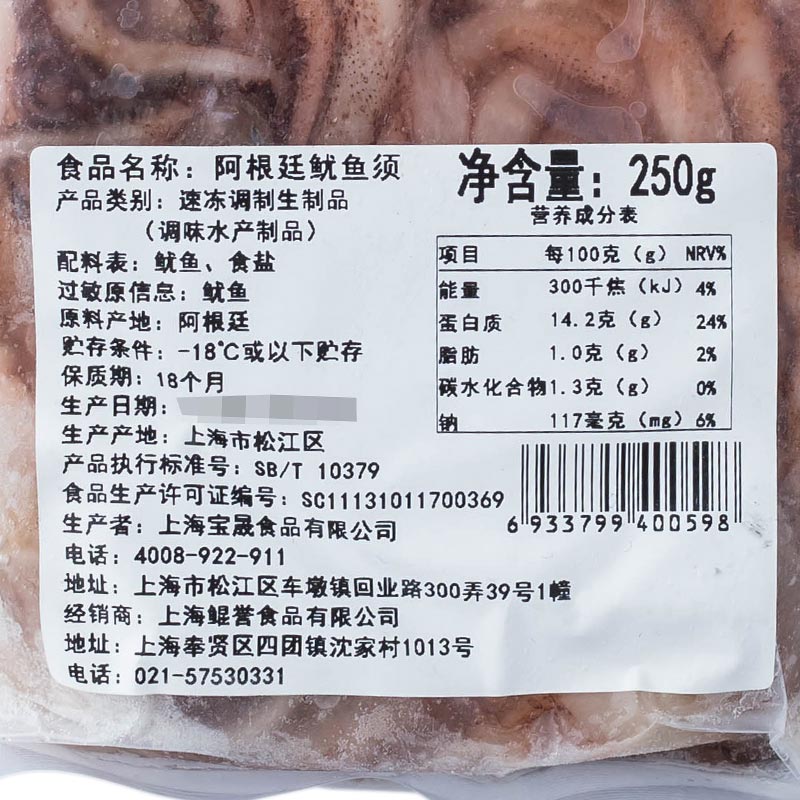 食品名称：阿根廷鱿鱼须
产品类别：速冻调制生制品
（调味水产制品）
配料表：鱿鱼、食盐
过敏原信息：鱿鱼
原料产地：阿根廷
贮存条件：-18℃或以下贮存
保质期：18个月
生产日期：
生产产地：上海市松江区
产品执行标准号：SB/T 10379
食品生产许可证编号：SC11131011700369
生产者：上海宝晟食品有限公司
电话：4008-922-911
地址：上海市松江区车墩镇回业路300弄39号1幢
经销商：上海鲲誉食品有限公司
地址：上海奉贤区四团镇沈家村1013号
电话：021-57530331
净含量：250g
营养成分表
项目 每100克（g） NRV%
能量 300千焦（kJ） 4%
蛋白质 14.2克（g） 24%
脂肪 1.0克（g） 2%
碳水化合物1.3克（g） 0%
钠 117毫克（mg） 6%
6 933799 400598